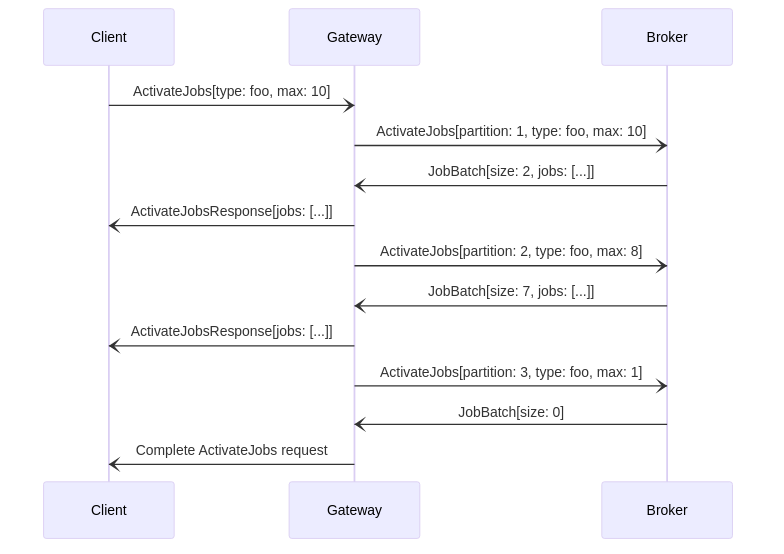 Client
Gateway
Broker
ActivateJobs[type: foo, max: 10]
ActivateJobs[partition: 1, type: foo, max: 10]
JobBatch[size: 2, jobs: [...]]
ActivateJobsResponse[jobs: [...]]
ActivateJobs[partition: 2, type: foo, max: 8]
JobBatch[size: 7, jobs: [...]]
ActivateJobsResponse[jobs: [...]]
ActivateJobs[partition: 3, type: foo, max: 1]
JobBatch[size: 0]
Complete ActivateJobs request
Client
Gateway
Broker